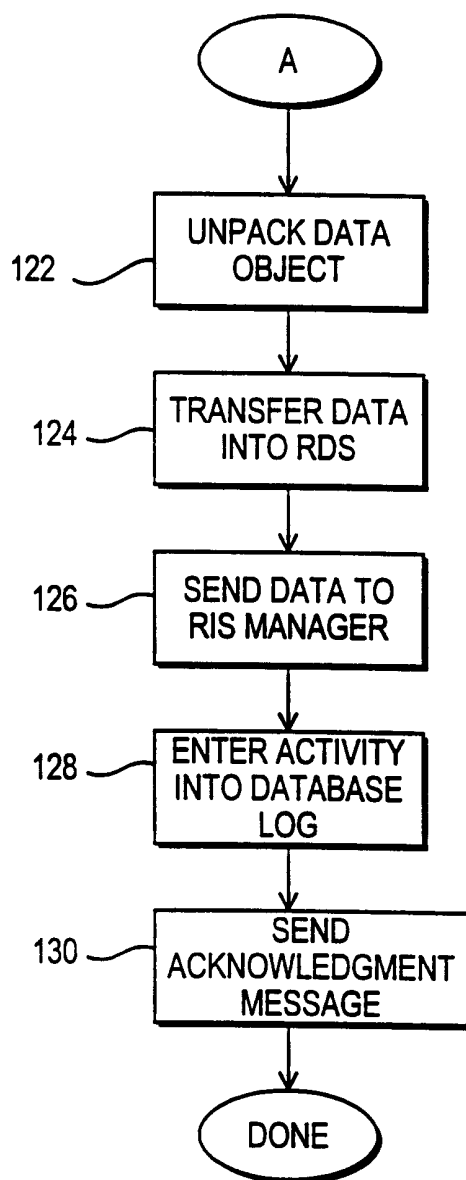 A
122
UNPACK DATA
OBJECT
124
TRANSFER DATA
INTO RDS
126
SEND DATA TO
RIS MANAGER
128
ENTER ACTIVITY
INTO DATABASE
LOG
130
SEND
ACKNOWLEDGMENT
MESSAGE
DONE